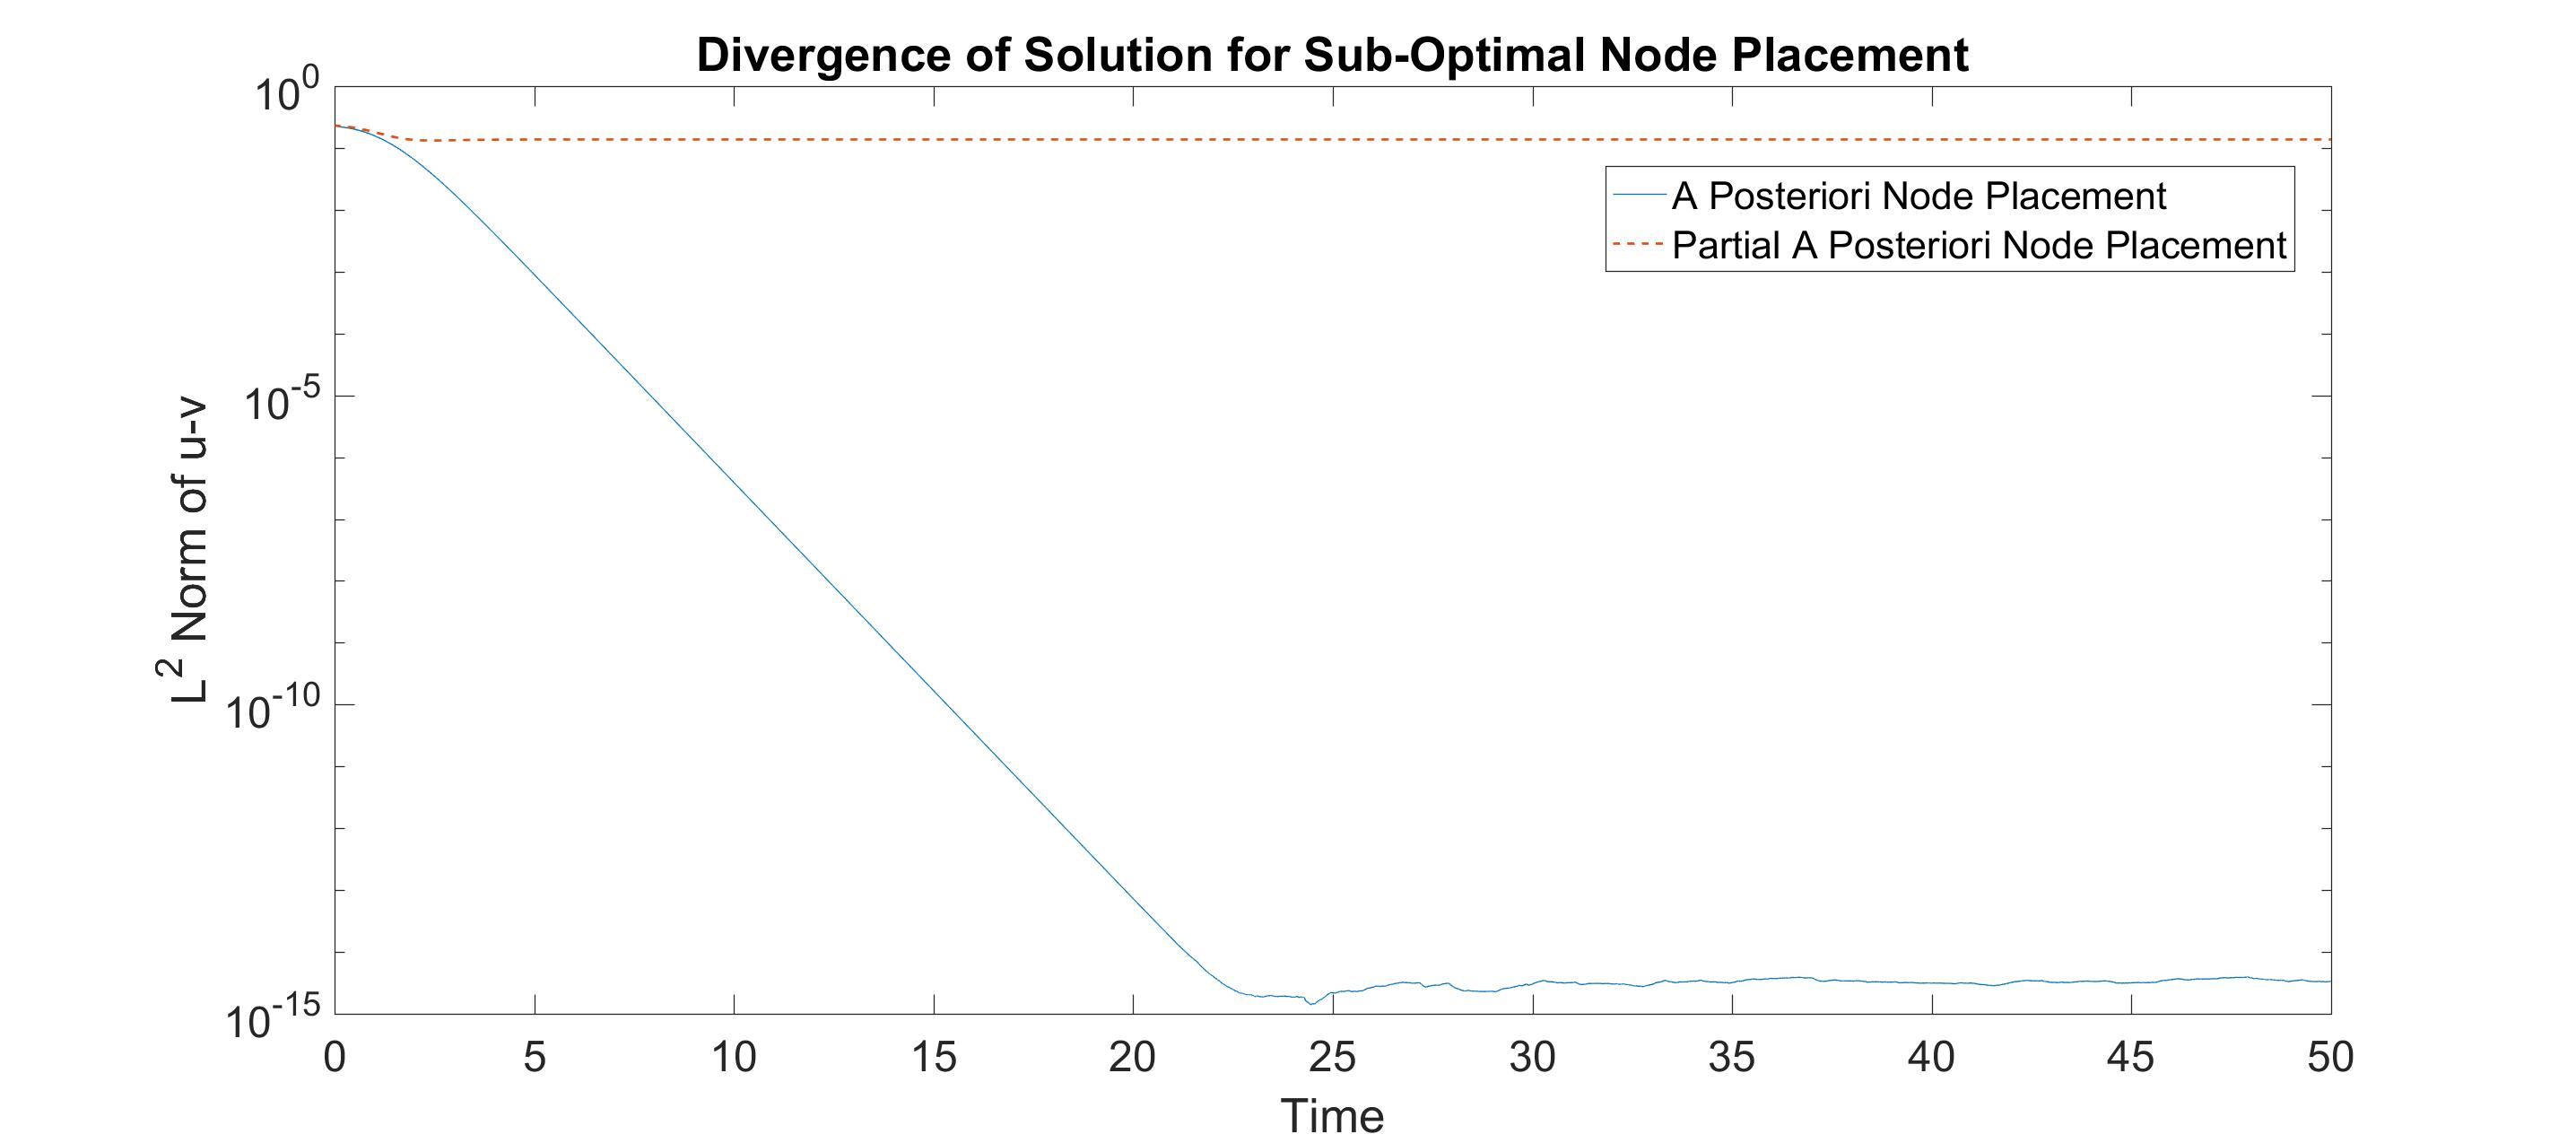 Divergence of Solution for Sub-Optimal Node Placement
10^0
10^-5
10^-10
10^-15
L^2 Norm of u-v
A Posteriori Node Placement
Partial A Posteriori Node Placement
0 5 10 15 20 25 30 35 40 45 50
Time